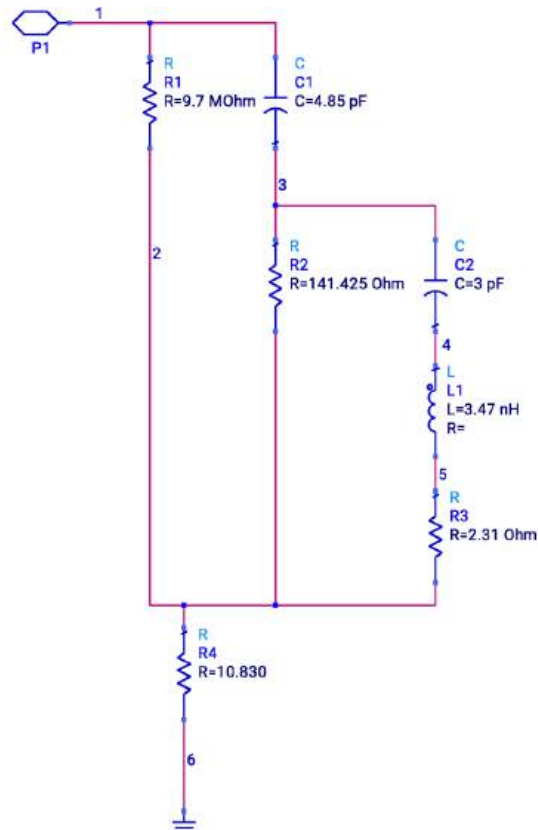 1
P1
R
R1
R=9.7 MOhm
C
C1
C=4.85 pF
3
2
R
R2
R=141.425 Ohm
C
C2
C=3 pF
4
L
L1
L=3.47 nH
R=
5
R
R3
R=2.31 Ohm
R
R4
R=10.830
6